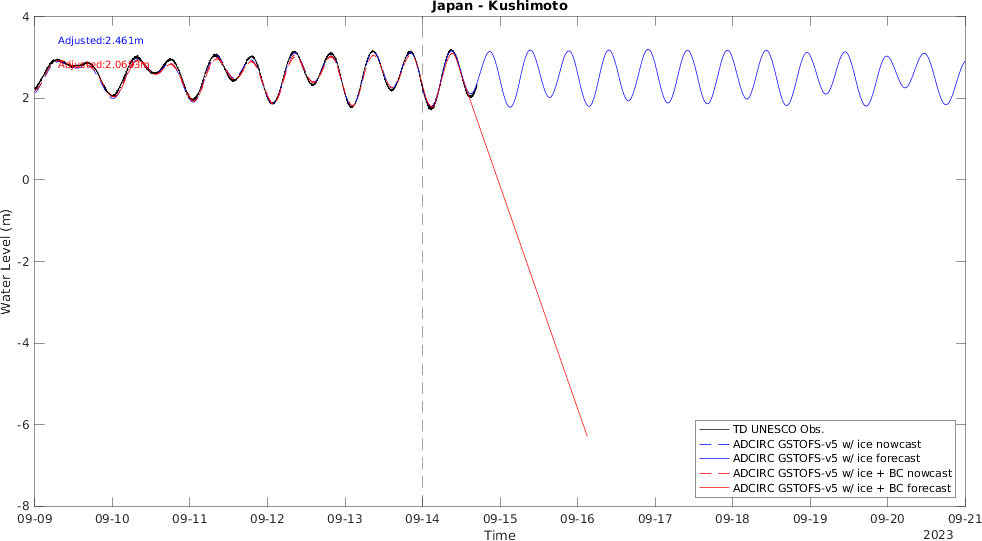 Japan - Kushimoto
4
Adjusted:2.461m
2
0
-2
-4
-6
-8
Water Level (m)
TD UNESCO Obs.
ADCIRC GSTOFS-v5 w/ ice nowcast
ADCIRC GSTOFS-v5 w/ ice forecast
ADCIRC GSTOFS-v5 w/ ice + BC nowcast
ADCIRC GSTOFS-v5 w/ ice + BC forecast
09-09 09-10 09-11 09-12 09-13 09-14 09-15 09-16 09-17 09-18 09-19 09-20 09-21
Time
2023